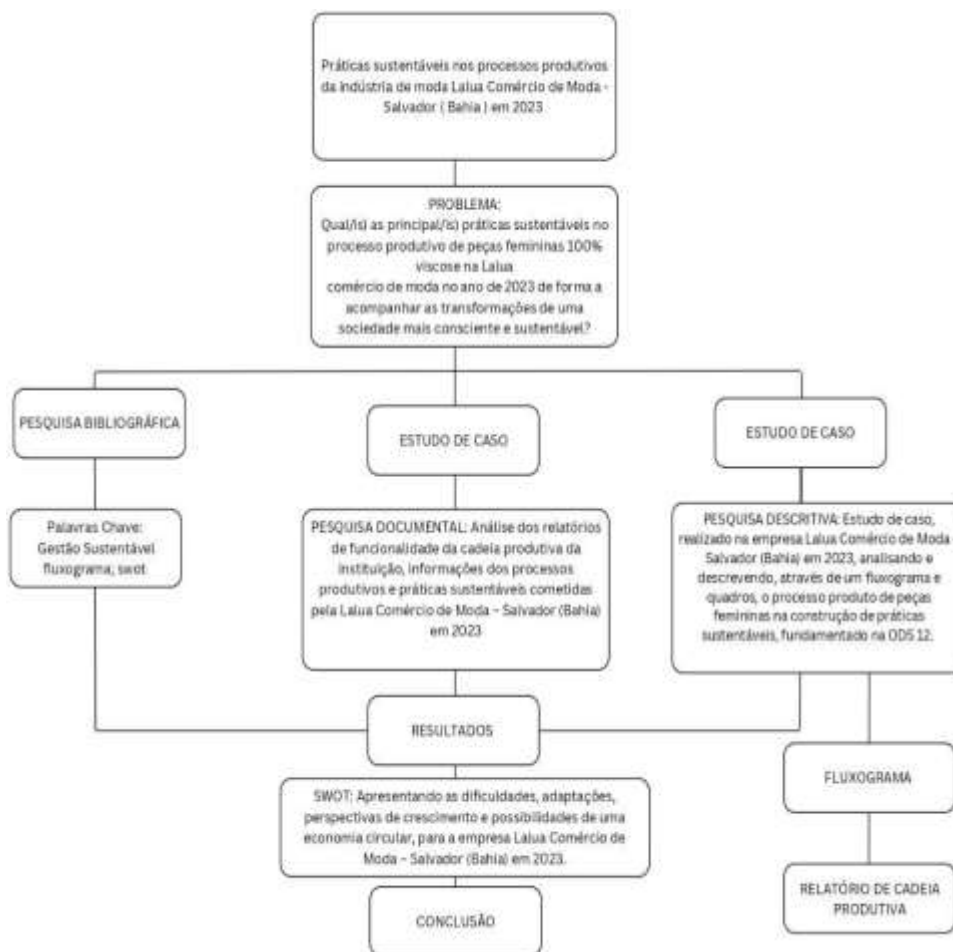 Práticas sustentáveis nos processos produtivos
da indústria de moda Lalua Comércio de Moda -
Salvador ( Bahia ) em 2023
PROBLEMA:
Qual/is) as principal/is) práticas sustentáveis no
processo produtivo de peças femininas 100%
viscose na Lalua
comércio de moda no ano de 2023 de forma a
acompanhar as transformações de uma
sociedade mais consciente e sustentável?
PESQUISA BIBLIOGRÁFICA
ESTUDO DE CASO
ESTUDO DE CASO
Palavras Chave:
Gestão Sustentável
fluxograma, swot
PESQUISA DOCUMENTAL: Análise dos relatórios
de funcionalidade da cadeia produtiva da
instituição, informações dos processos
produtivos e práticas sustentáveis cometidas
pela Lalua Comércio de Moda – Salvador (Bahia)
em 2023
PESQUISA DESCRITIVA: Estudo de caso,
realizado na empresa Lalua Comércio de Moda -
Salvador (Bahia) em 2023, analisando e
descrevendo, através de um fluxograma e
quadros, o processo produto de peças
femininas na construção de práticas
sustentáveis, fundamentado na ODS 12.
RESULTADOS
FLUXOGRAMA
SWOT: Apresentando as dificuldades, adaptações,
perspectivas de crescimento e possibilidades de uma
economia circular, para a empresa Lalua Comércio de
Moda – Salvador (Bahia) em 2023.
RELATÓRIO DE CADEIA
PRODUTIVA
CONCLUSÃO